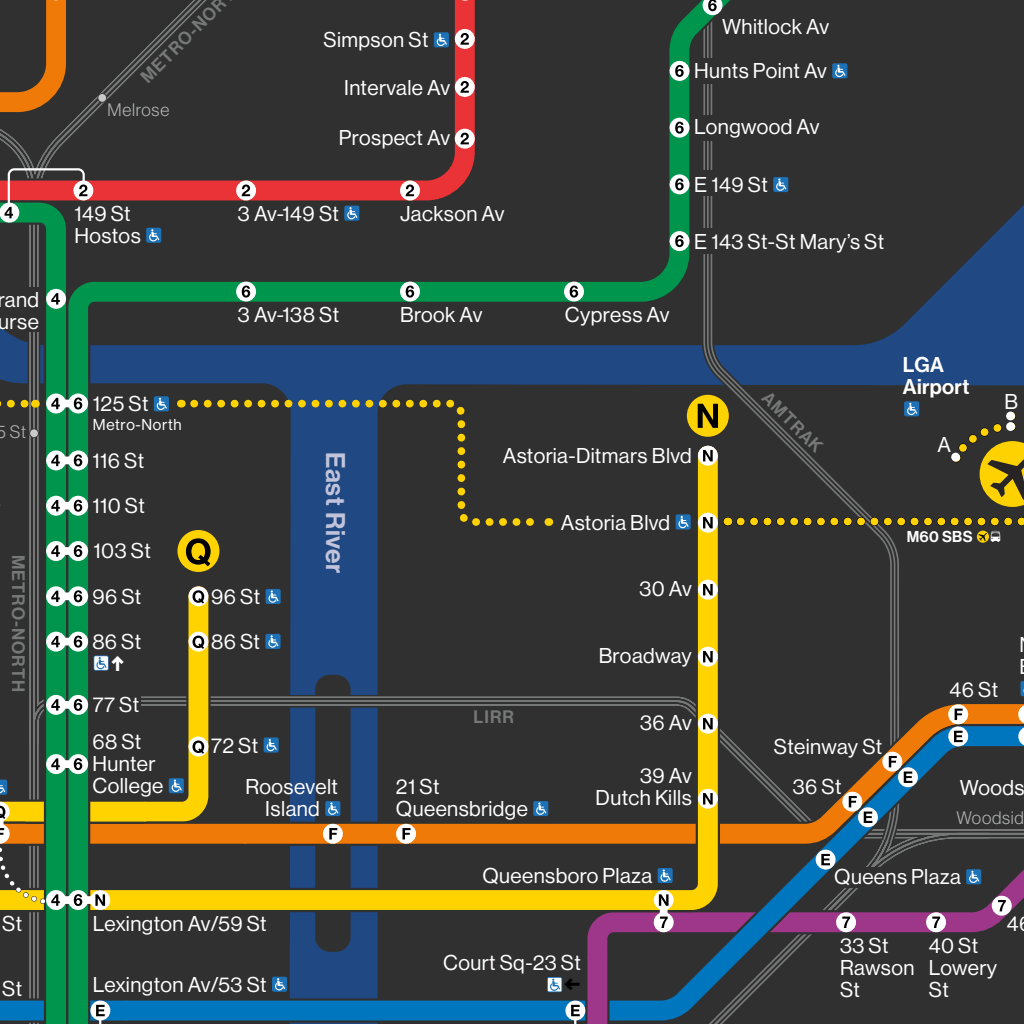 METRO-NORTH
Melrose
Simpson St
2
Intervale Av
2
Prospect Av
2
6
Whitlock Av
6
Hunts Point Av
6
Longwood Av
6
E 149 St
6
E 143 St-St Mary's St
4
2
149 St
Hostos
2
3 Av-149 St
2
Jackson Av
4
6
3 Av-138 St
6
Brook Av
6
Cypress Av
4 6
125 St
Metro-North
4 6
116 St
4 6
110 St
4 6
103 St
4 6
96 St
4 6
86 St
4 6
77 St
4 6
68 St
Hunter
College
METRO-NORTH
Q
Q
96 St
Q
86 St
Q
72 St
East River
LIRR
N
Astoria-Ditmars Blvd
N
Astoria Blvd
N
30 Av
N
Broadway
N
36 Av
N
39 Av
Dutch Kills
N
AMTRAK
LGA
Airport
A
B
M60 SBS
46 St
F
E
Steinway St
F
E
36 St
F
E
Roosevelt
Island
F
21 St
Queensbridge
F
E
Queens Plaza
Queensboro Plaza
N
7
4 6 N
Lexington Av/59 St
St
7
33 St
Rawson
St
7
40 St
Lowery
St
7
St
Lexington Av/53 St
E
Court Sq-23 St
E